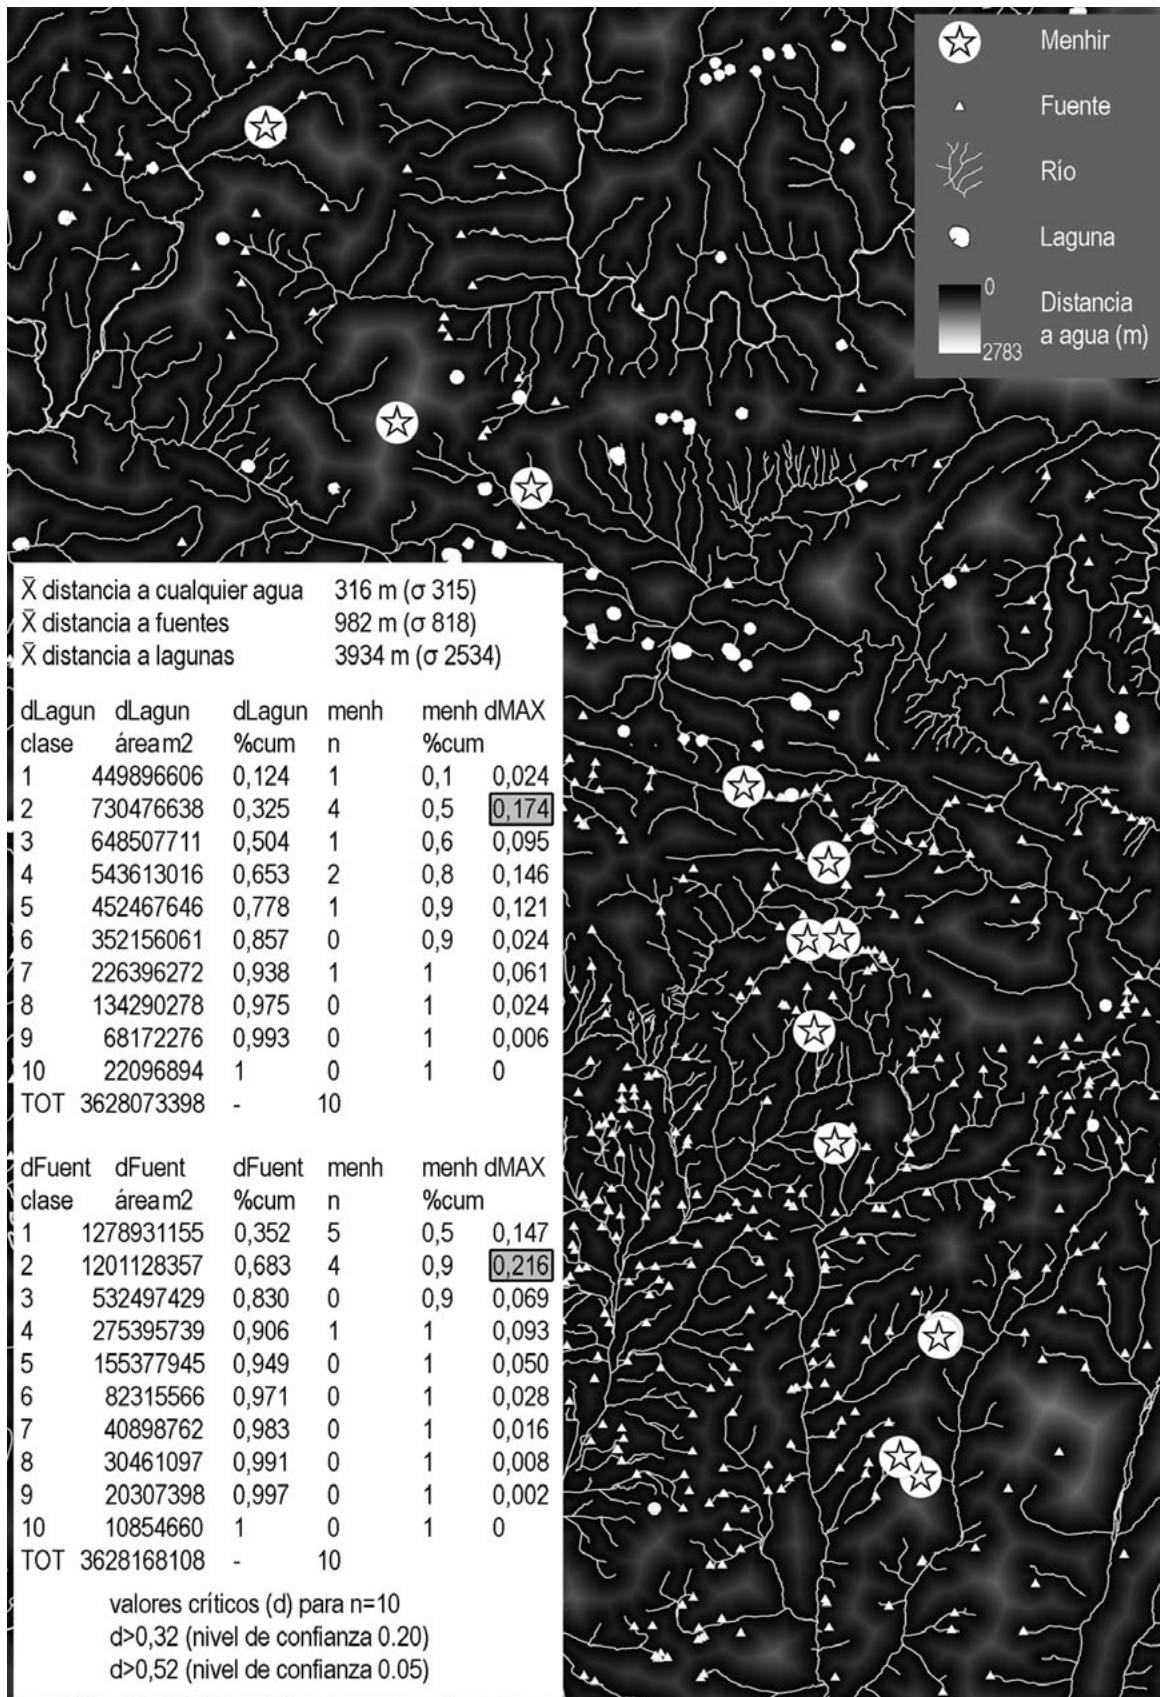 Menhir
Fuente
Río
Laguna
0
Distancia
a agua (m)
2783
X̄ distancia a cualquier agua 316 m (σ 315)
X̄ distancia a fuentes 982 m (σ 818)
X̄ distancia a lagunas 3934 m (σ 2534)
dLagun dLagun dLagun menh menh dMAX
clase área m2 %cum n %cum
1 449896606 0,124 1 0,1 0,024
2 730476638 0,325 4 0,5 0,174
3 648507711 0,504 1 0,6 0,095
4 543613016 0,653 2 0,8 0,146
5 452467646 0,778 1 0,9 0,121
6 352156061 0,857 0 0,9 0,024
7 226396272 0,938 1 1 0,061
8 134290278 0,975 0 1 0,024
9 68172276 0,993 0 1 0,006
10 22096894 1 0 1 0
TOT 3628073398 - 10
dFuent dFuent dFuent menh menh dMAX
clase área m2 %cum n %cum
1 1278931155 0,352 5 0,5 0,147
2 1201128357 0,683 4 0,9 0,216
3 532497429 0,830 0 0,9 0,069
4 275395739 0,906 1 1 0,093
5 155377945 0,949 0 1 0,050
6 82315566 0,971 0 1 0,028
7 40898762 0,983 0 1 0,016
8 30461097 0,991 0 1 0,008
9 20307398 0,997 0 1 0,002
10 10854660 1 0 1 0
TOT 3628168108 - 10
valores críticos (d) para n=10
d>0,32 (nivel de confianza 0.20)
d>0,52 (nivel de confianza 0.05)